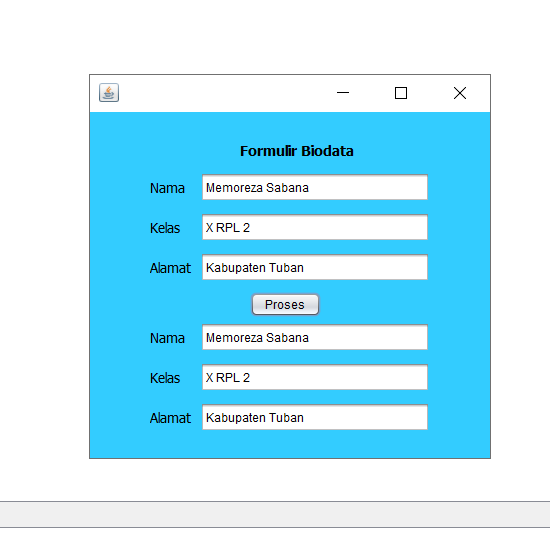 Formulir Biodata
Nama Memoreza Sabana
Kelas X RPL 2
Alamat Kabupaten Tuban
Proses
Nama Memoreza Sabana
Kelas X RPL 2
Alamat Kabupaten Tuban